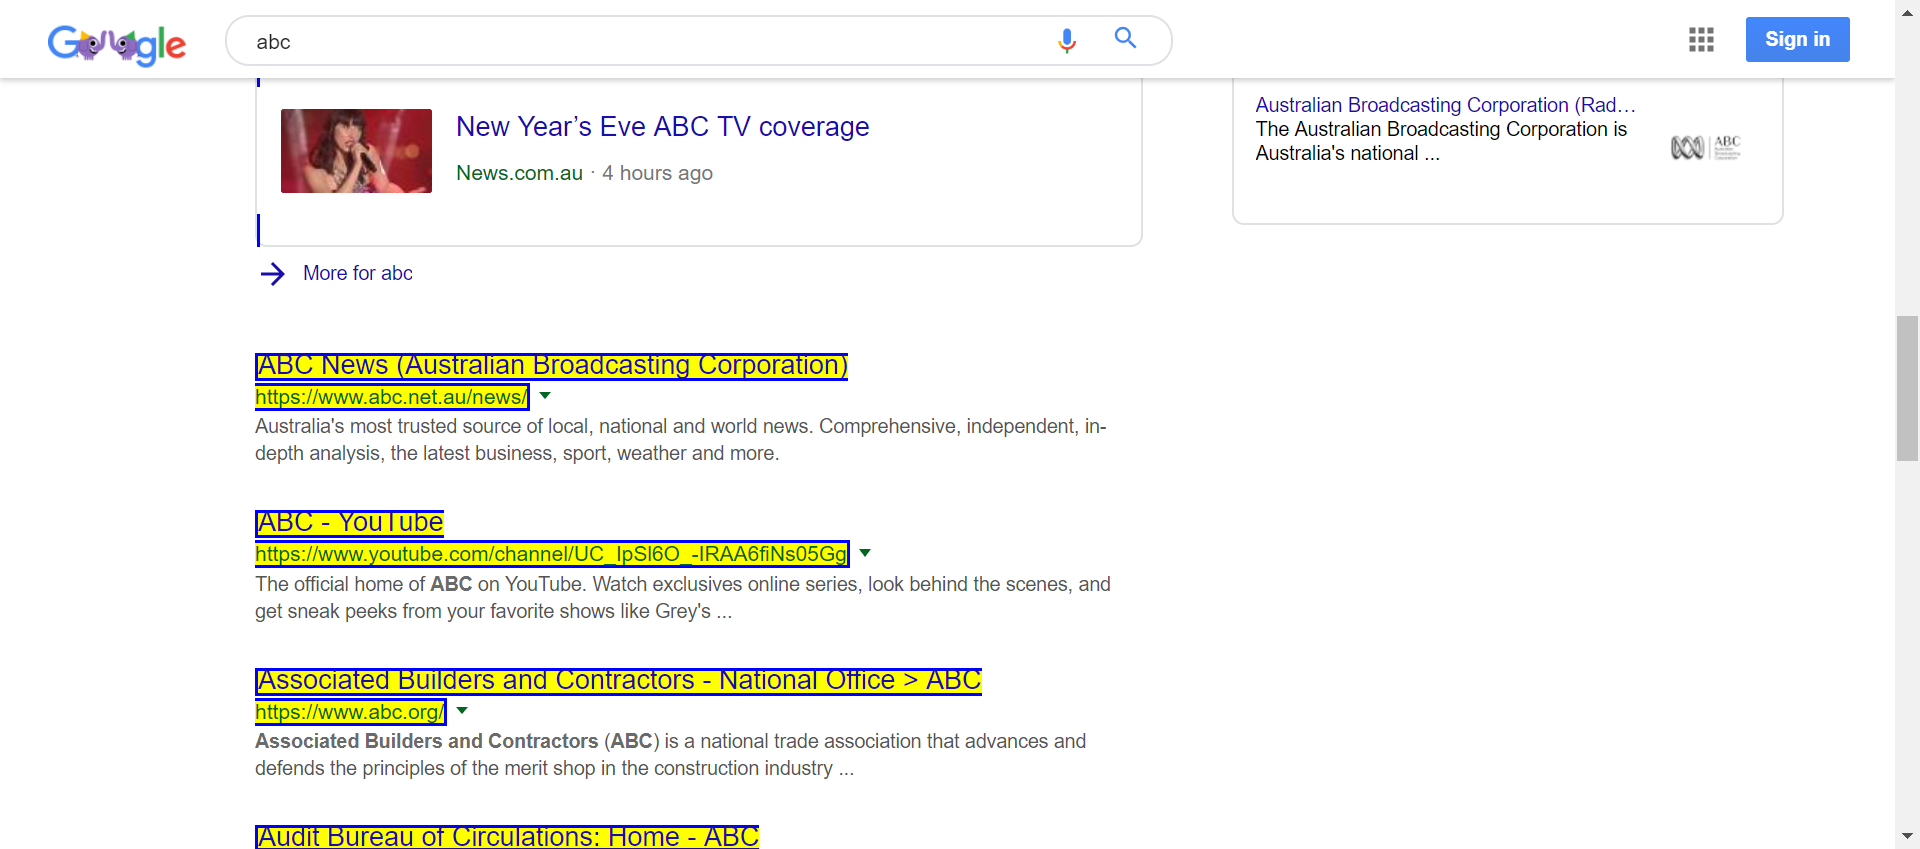 Google
abc
Sign in
New Year’s Eve ABC TV coverage
News.com.au · 4 hours ago
More for abc
Australian Broadcasting Corporation (Rad…
The Australian Broadcasting Corporation is
Australia's national ...
ABC
ABC News (Australian Broadcasting Corporation)
https://www.abc.net.au/news/
Australia's most trusted source of local, national and world news. Comprehensive, independent, in-
depth analysis, the latest business, sport, weather and more.
ABC - YouTube
https://www.youtube.com/channel/UC_IpSl6O_-IRAA6fiNs05Gg
The official home of ABC on YouTube. Watch exclusives online series, look behind the scenes, and
get sneak peeks from your favorite shows like Grey's ...
Associated Builders and Contractors - National Office > ABC
https://www.abc.org/
Associated Builders and Contractors (ABC) is a national trade association that advances and
defends the principles of the merit shop in the construction industry ...
Audit Bureau of Circulations: Home - ABC